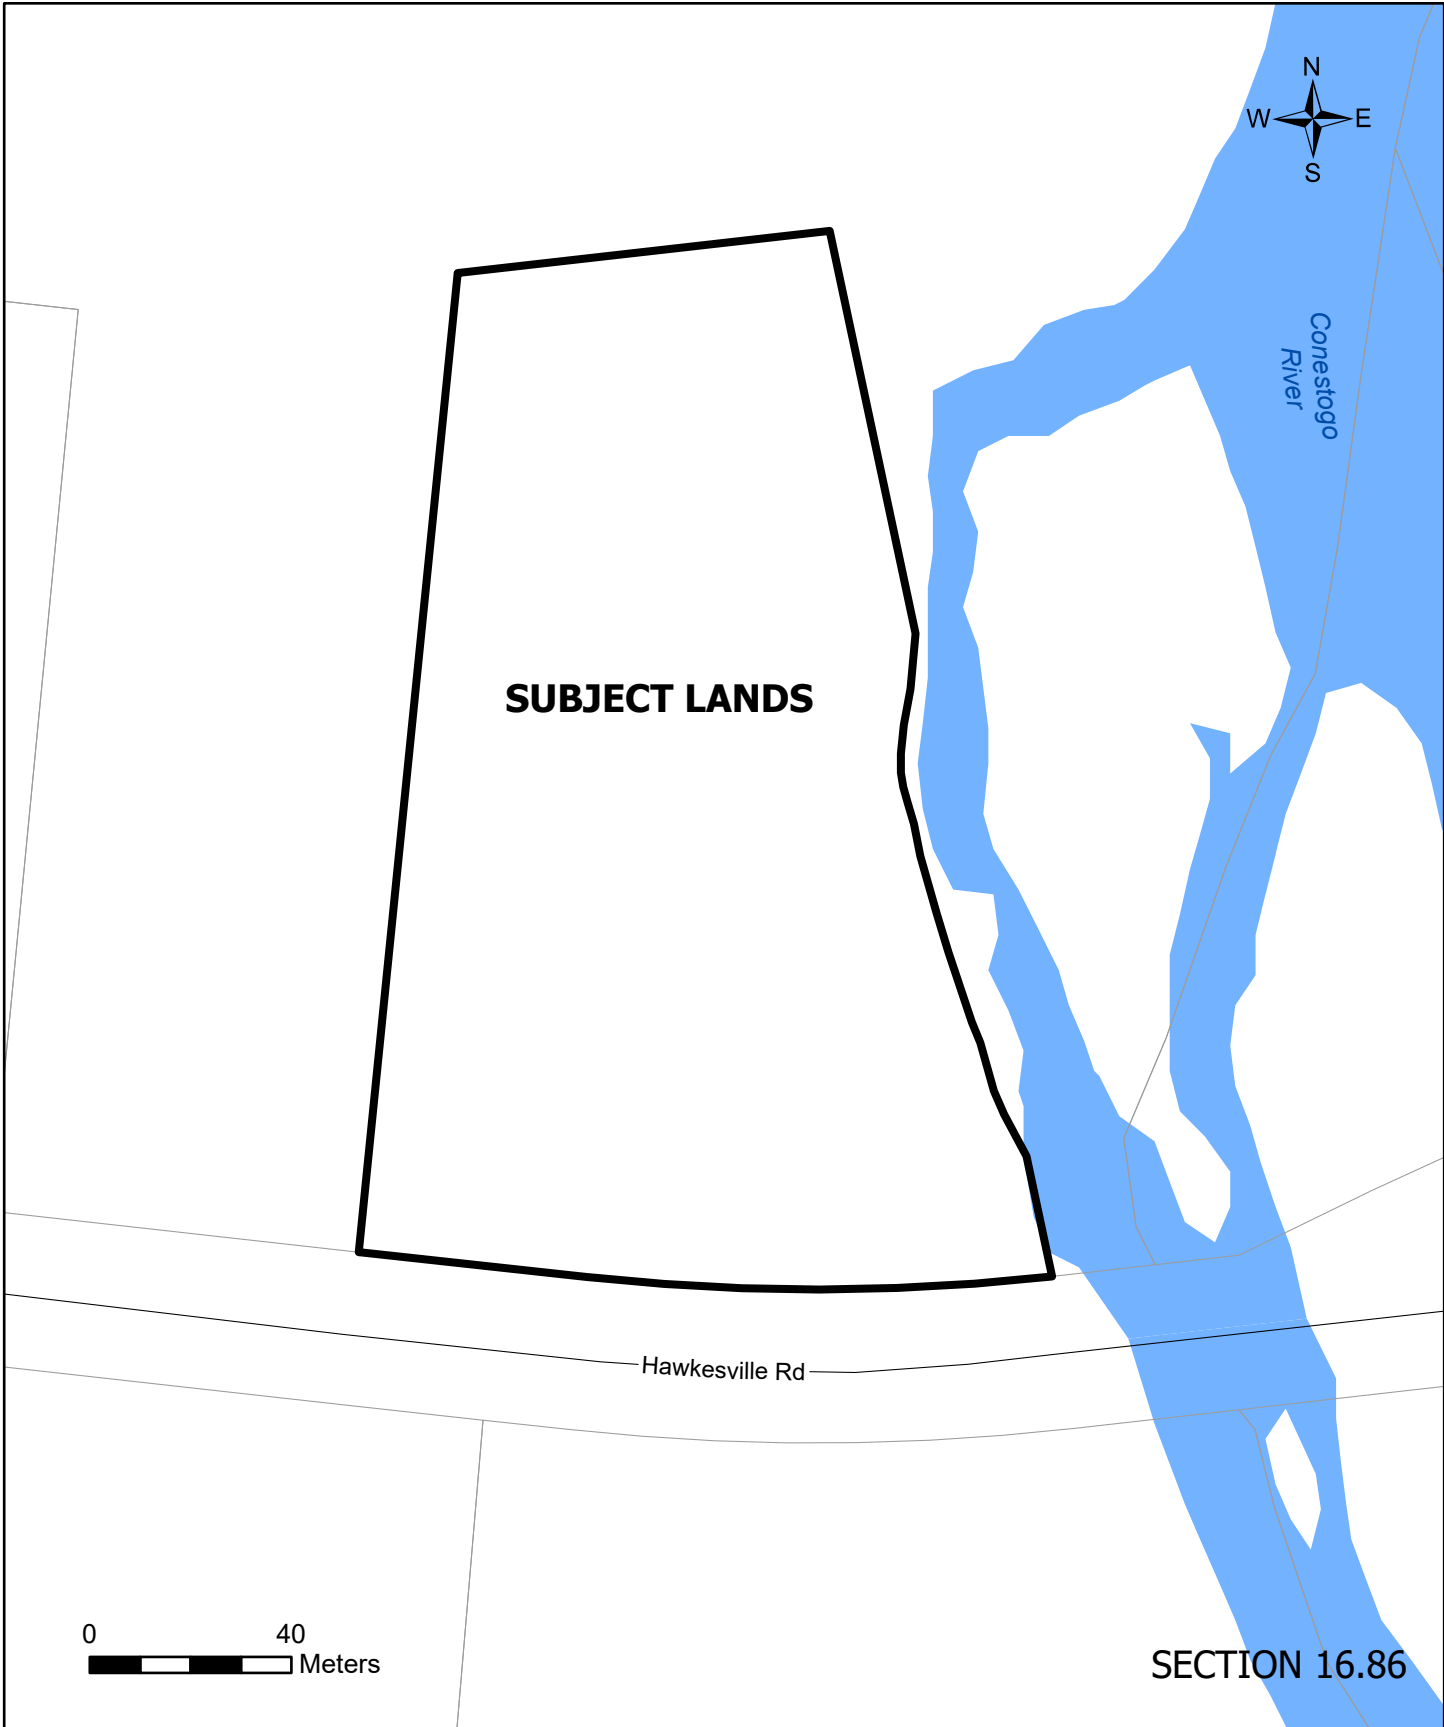 N
W E
S
Conestogo
River
SUBJECT LANDS
Hawkesville Rd
0 40
Meters
SECTION 16.86